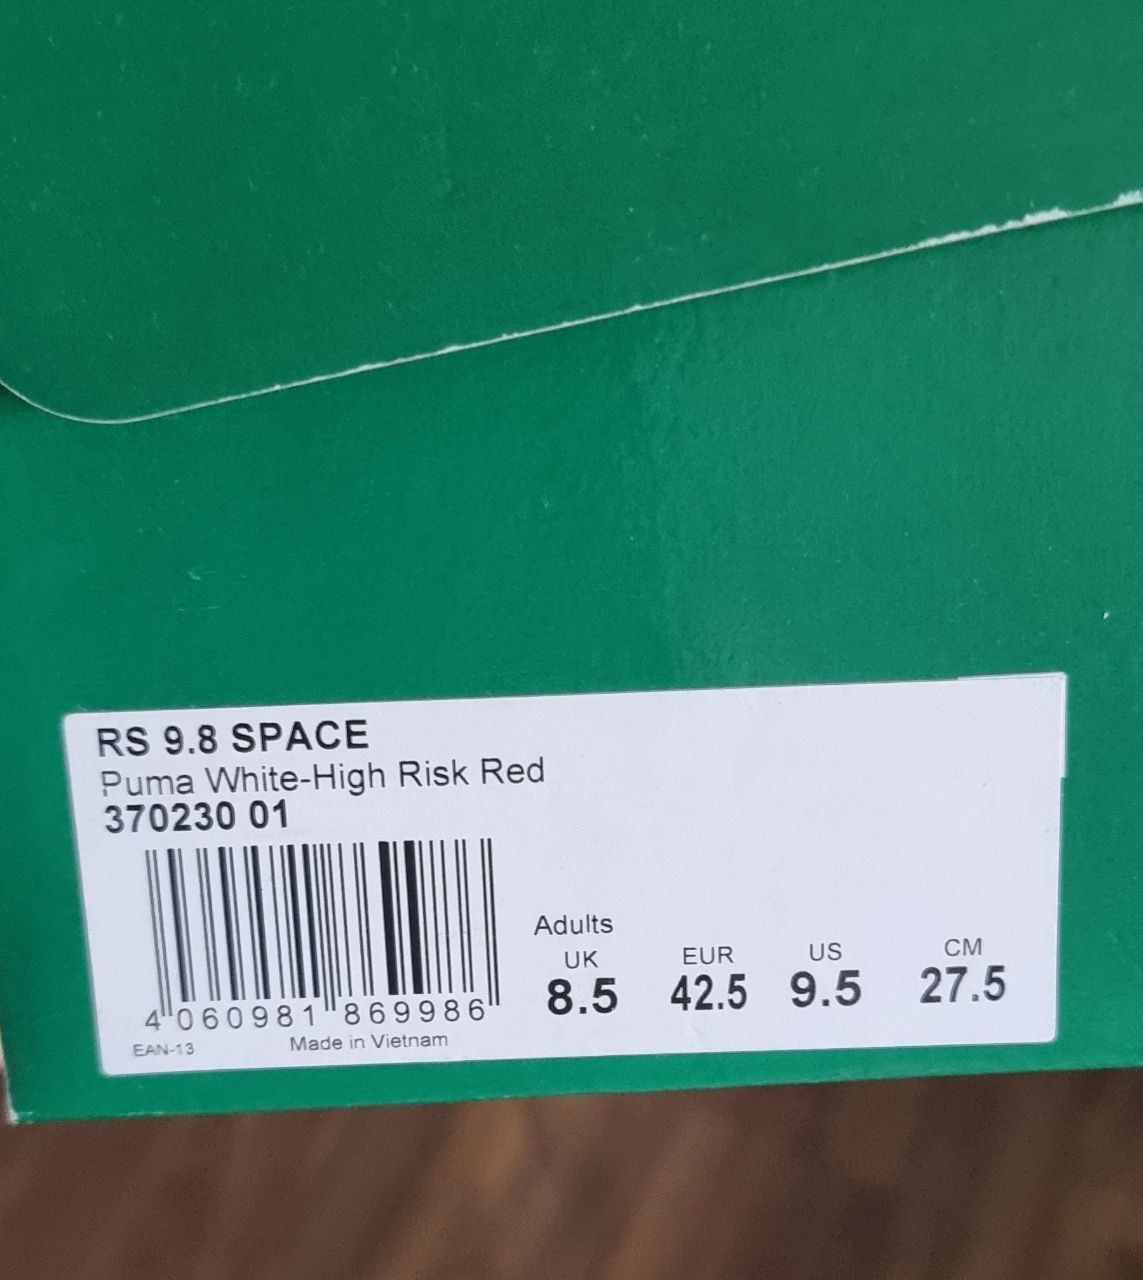 RS 9.8 SPACE
Puma White-High Risk Red
370230 01
Adults
UK EUR US CM
8.5 42.5 9.5 27.5
4 060981 869986
EAN-13 Made in Vietnam